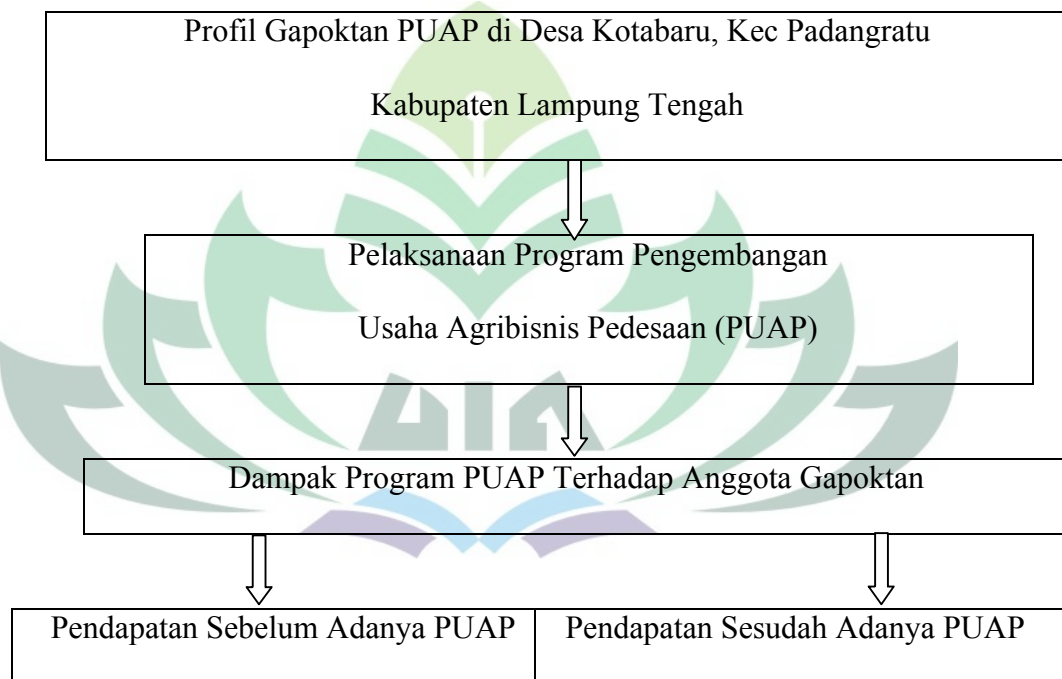 Profil Gapoktan PUAP di Desa Kotabaru, Kec Padangratu
Kabupaten Lampung Tengah
Pelaksanaan Program Pengembangan
Usaha Agribisnis Pedesaan (PUAP)
Dampak Program PUAP Terhadap Anggota Gapoktan
Pendapatan Sebelum Adanya PUAP
Pendapatan Sesudah Adanya PUAP